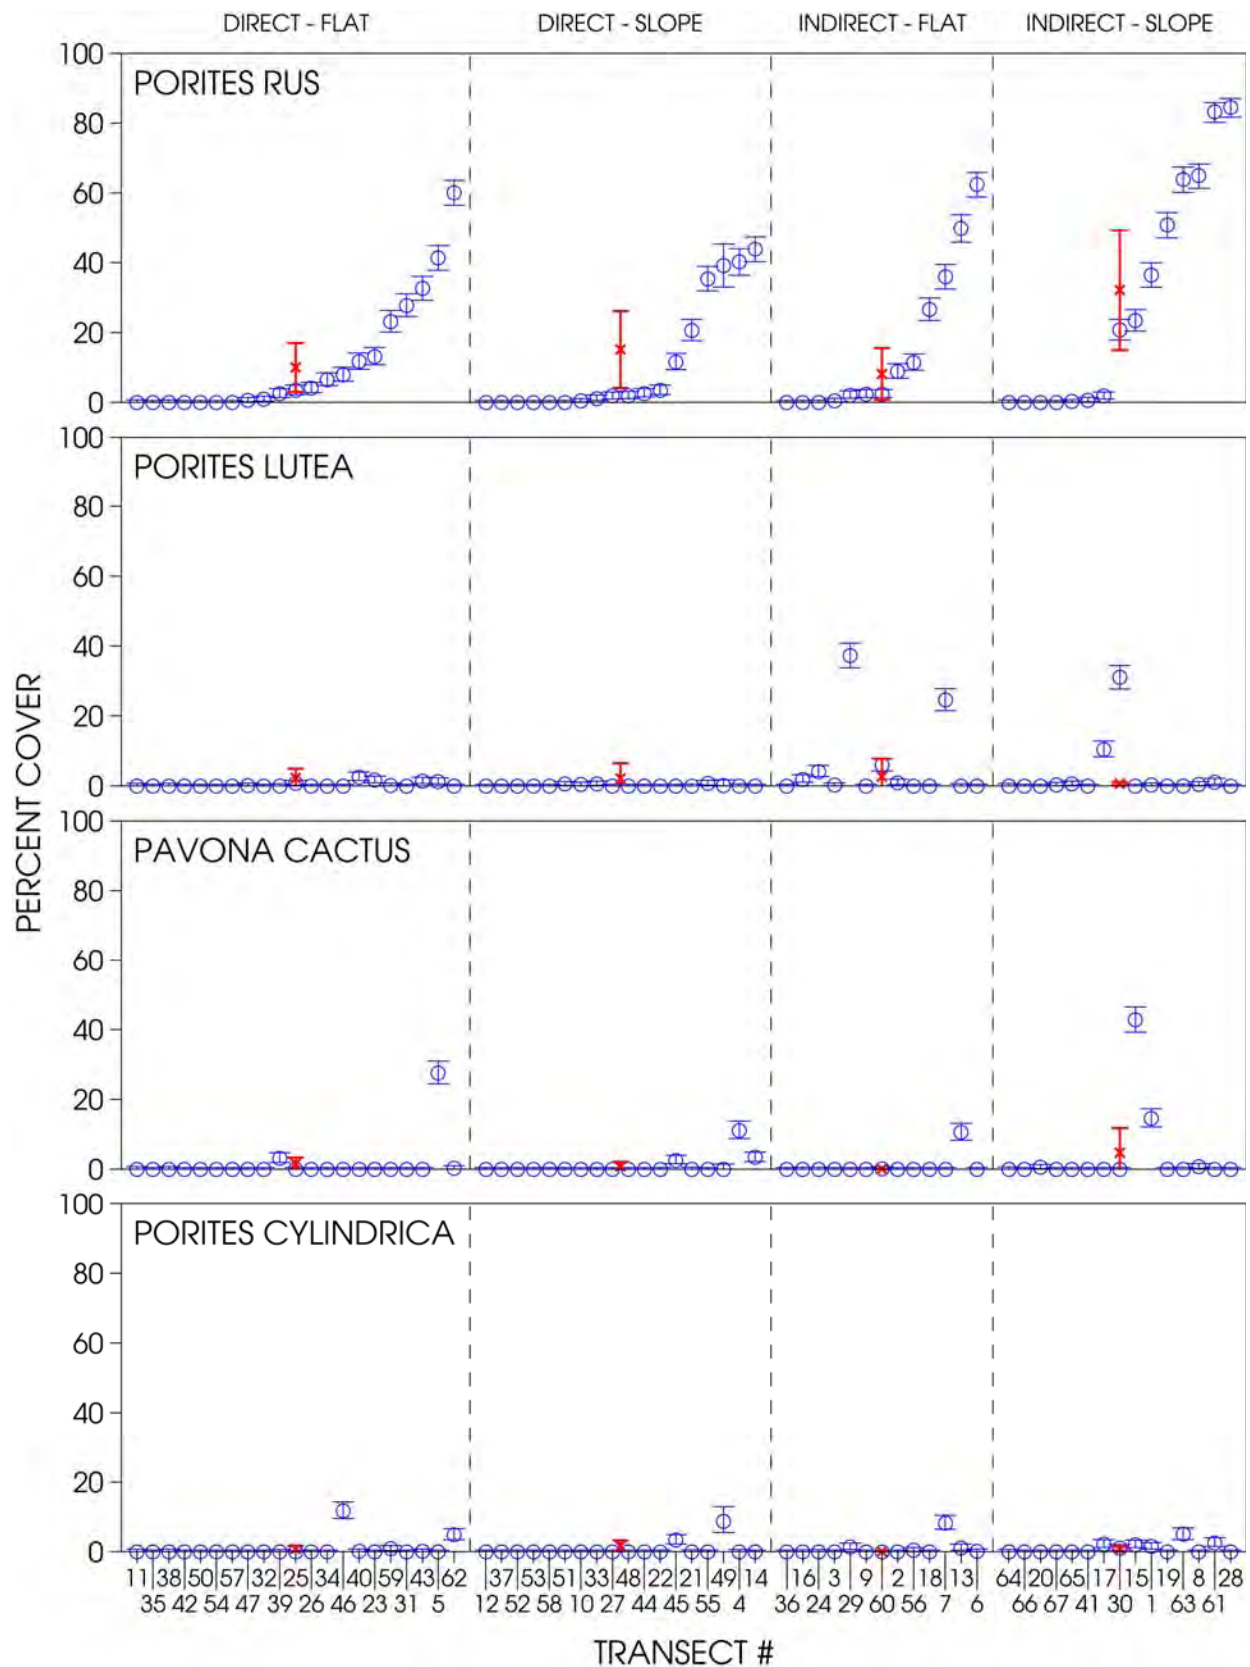 DIRECT - FLAT DIRECT - SLOPE INDIRECT - FLAT INDIRECT - SLOPE
PERCENT COVER
PORITES RUS
100
80
60
40
20
0
PORITES LUTEA
100
80
60
40
20
0
PAVONA CACTUS
100
80
60
40
20
0
PORITES CYLINDRICA
100
80
60
40
20
0
11 38 50 57 32 25 34 40 59 43 62 37 53 51 33 48 22 21 49 14 16 3 9 2 18 13 64 20 65 17 15 19 8 28
35 42 54 47 39 26 46 23 31 5 12 52 58 10 27 44 45 55 4 36 24 29 60 56 7 6 66 67 41 30 1 63 61
TRANSECT #